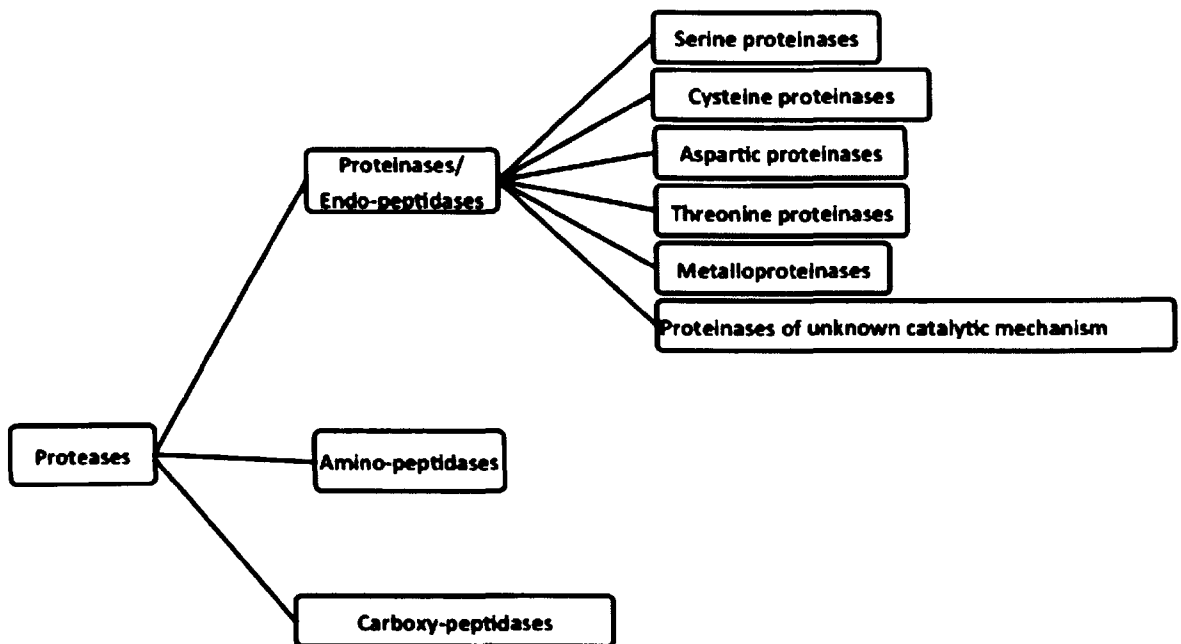 Serine proteinases
Cysteine proteinases
Aspartic proteinases
Threonine proteinases
Metalloproteinases
Proteinases of unknown catalytic mechanism
Proteinases/
Endo-peptidases
Proteases
Amino-peptidases
Carboxy-peptidases